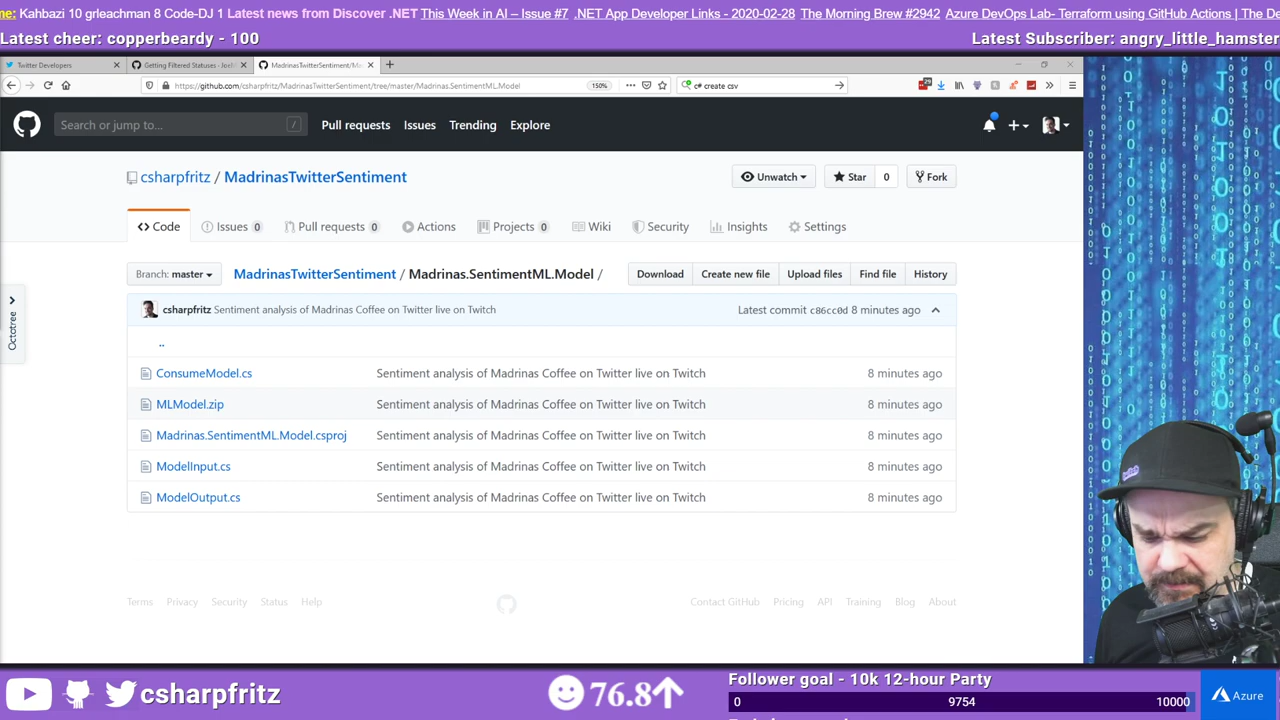 me: Kahbazi 10 grleachman 8 Code-DJ 1 Latest news from Discover .NET This Week in AI – Issue #7 .NET App Developer Links - 2020-02-28 The Morning Brew #2942 Azure DevOps Lab- Terraform using GitHub Actions | The De
Latest cheer: copperbeardy - 100
Latest Subscriber: angry_little_hamster
Twitter Developers
Getting Filtered Statuses · JoshC
MadrinasTwitterSentiment/Ma
https://github.com/csharpfritz/MadrinasTwitterSentiment/tree/master/Madrinas.SentimentML.Model
150%
c# create csv
29
Search or jump to...
/
Pull requests
Issues
Trending
Explore
csharpfritz / MadrinasTwitterSentiment
Unwatch
Star
0
Fork
Code
Issues 0
Pull requests 0
Actions
Projects 0
Wiki
Security
Insights
Settings
Branch: master
MadrinasTwitterSentiment / Madrinas.SentimentML.Model /
Download
Create new file
Upload files
Find file
History
Octotree
csharpfritz Sentiment analysis of Madrinas Coffee on Twitter live on Twitch
Latest commit c86cc0d 8 minutes ago
..
ConsumeModel.cs Sentiment analysis of Madrinas Coffee on Twitter live on Twitch 8 minutes ago
MLModel.zip Sentiment analysis of Madrinas Coffee on Twitter live on Twitch 8 minutes ago
Madrinas.SentimentML.Model.csproj Sentiment analysis of Madrinas Coffee on Twitter live on Twitch 8 minutes ago
ModelInput.cs Sentiment analysis of Madrinas Coffee on Twitter live on Twitch 8 minutes ago
ModelOutput.cs Sentiment analysis of Madrinas Coffee on Twitter live on Twitch 8 minutes ago
Terms
Privacy
Security
Status
Help
Contact GitHub
Pricing
API
Training
Blog
About
csharpfritz
76.8
Follower goal - 10k 12-hour Party
0
9754
10000
Azure